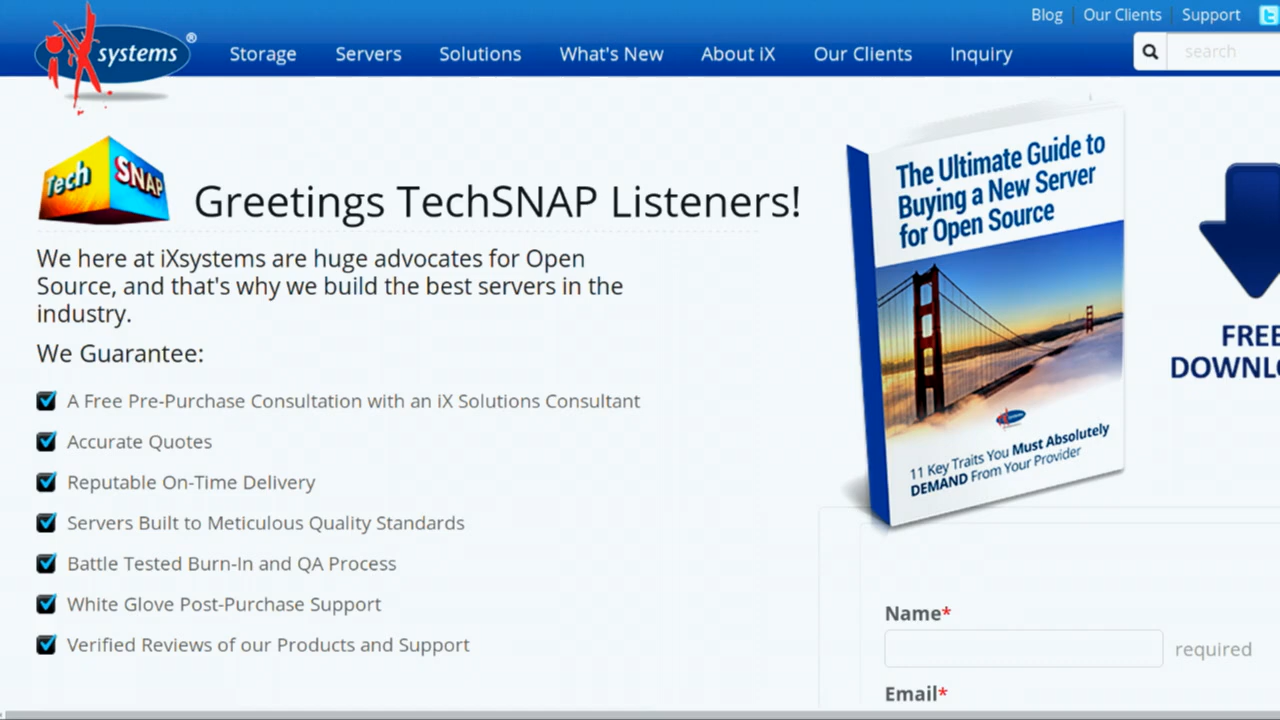 Blog
Our Clients
Support
iXsystems®
Storage
Servers
Solutions
What's New
About iX
Our Clients
Inquiry
search
Tech SNAP
Greetings TechSNAP Listeners!
We here at iXsystems are huge advocates for Open
Source, and that's why we build the best servers in the
industry.
We Guarantee:
A Free Pre-Purchase Consultation with an iX Solutions Consultant
Accurate Quotes
Reputable On-Time Delivery
Servers Built to Meticulous Quality Standards
Battle Tested Burn-In and QA Process
White Glove Post-Purchase Support
Verified Reviews of our Products and Support
The Ultimate Guide to
Buying a New Server
for Open Source
11 Key Traits You Must Absolutely
DEMAND From Your Provider
FREE
DOWNL
Name*
required
Email*